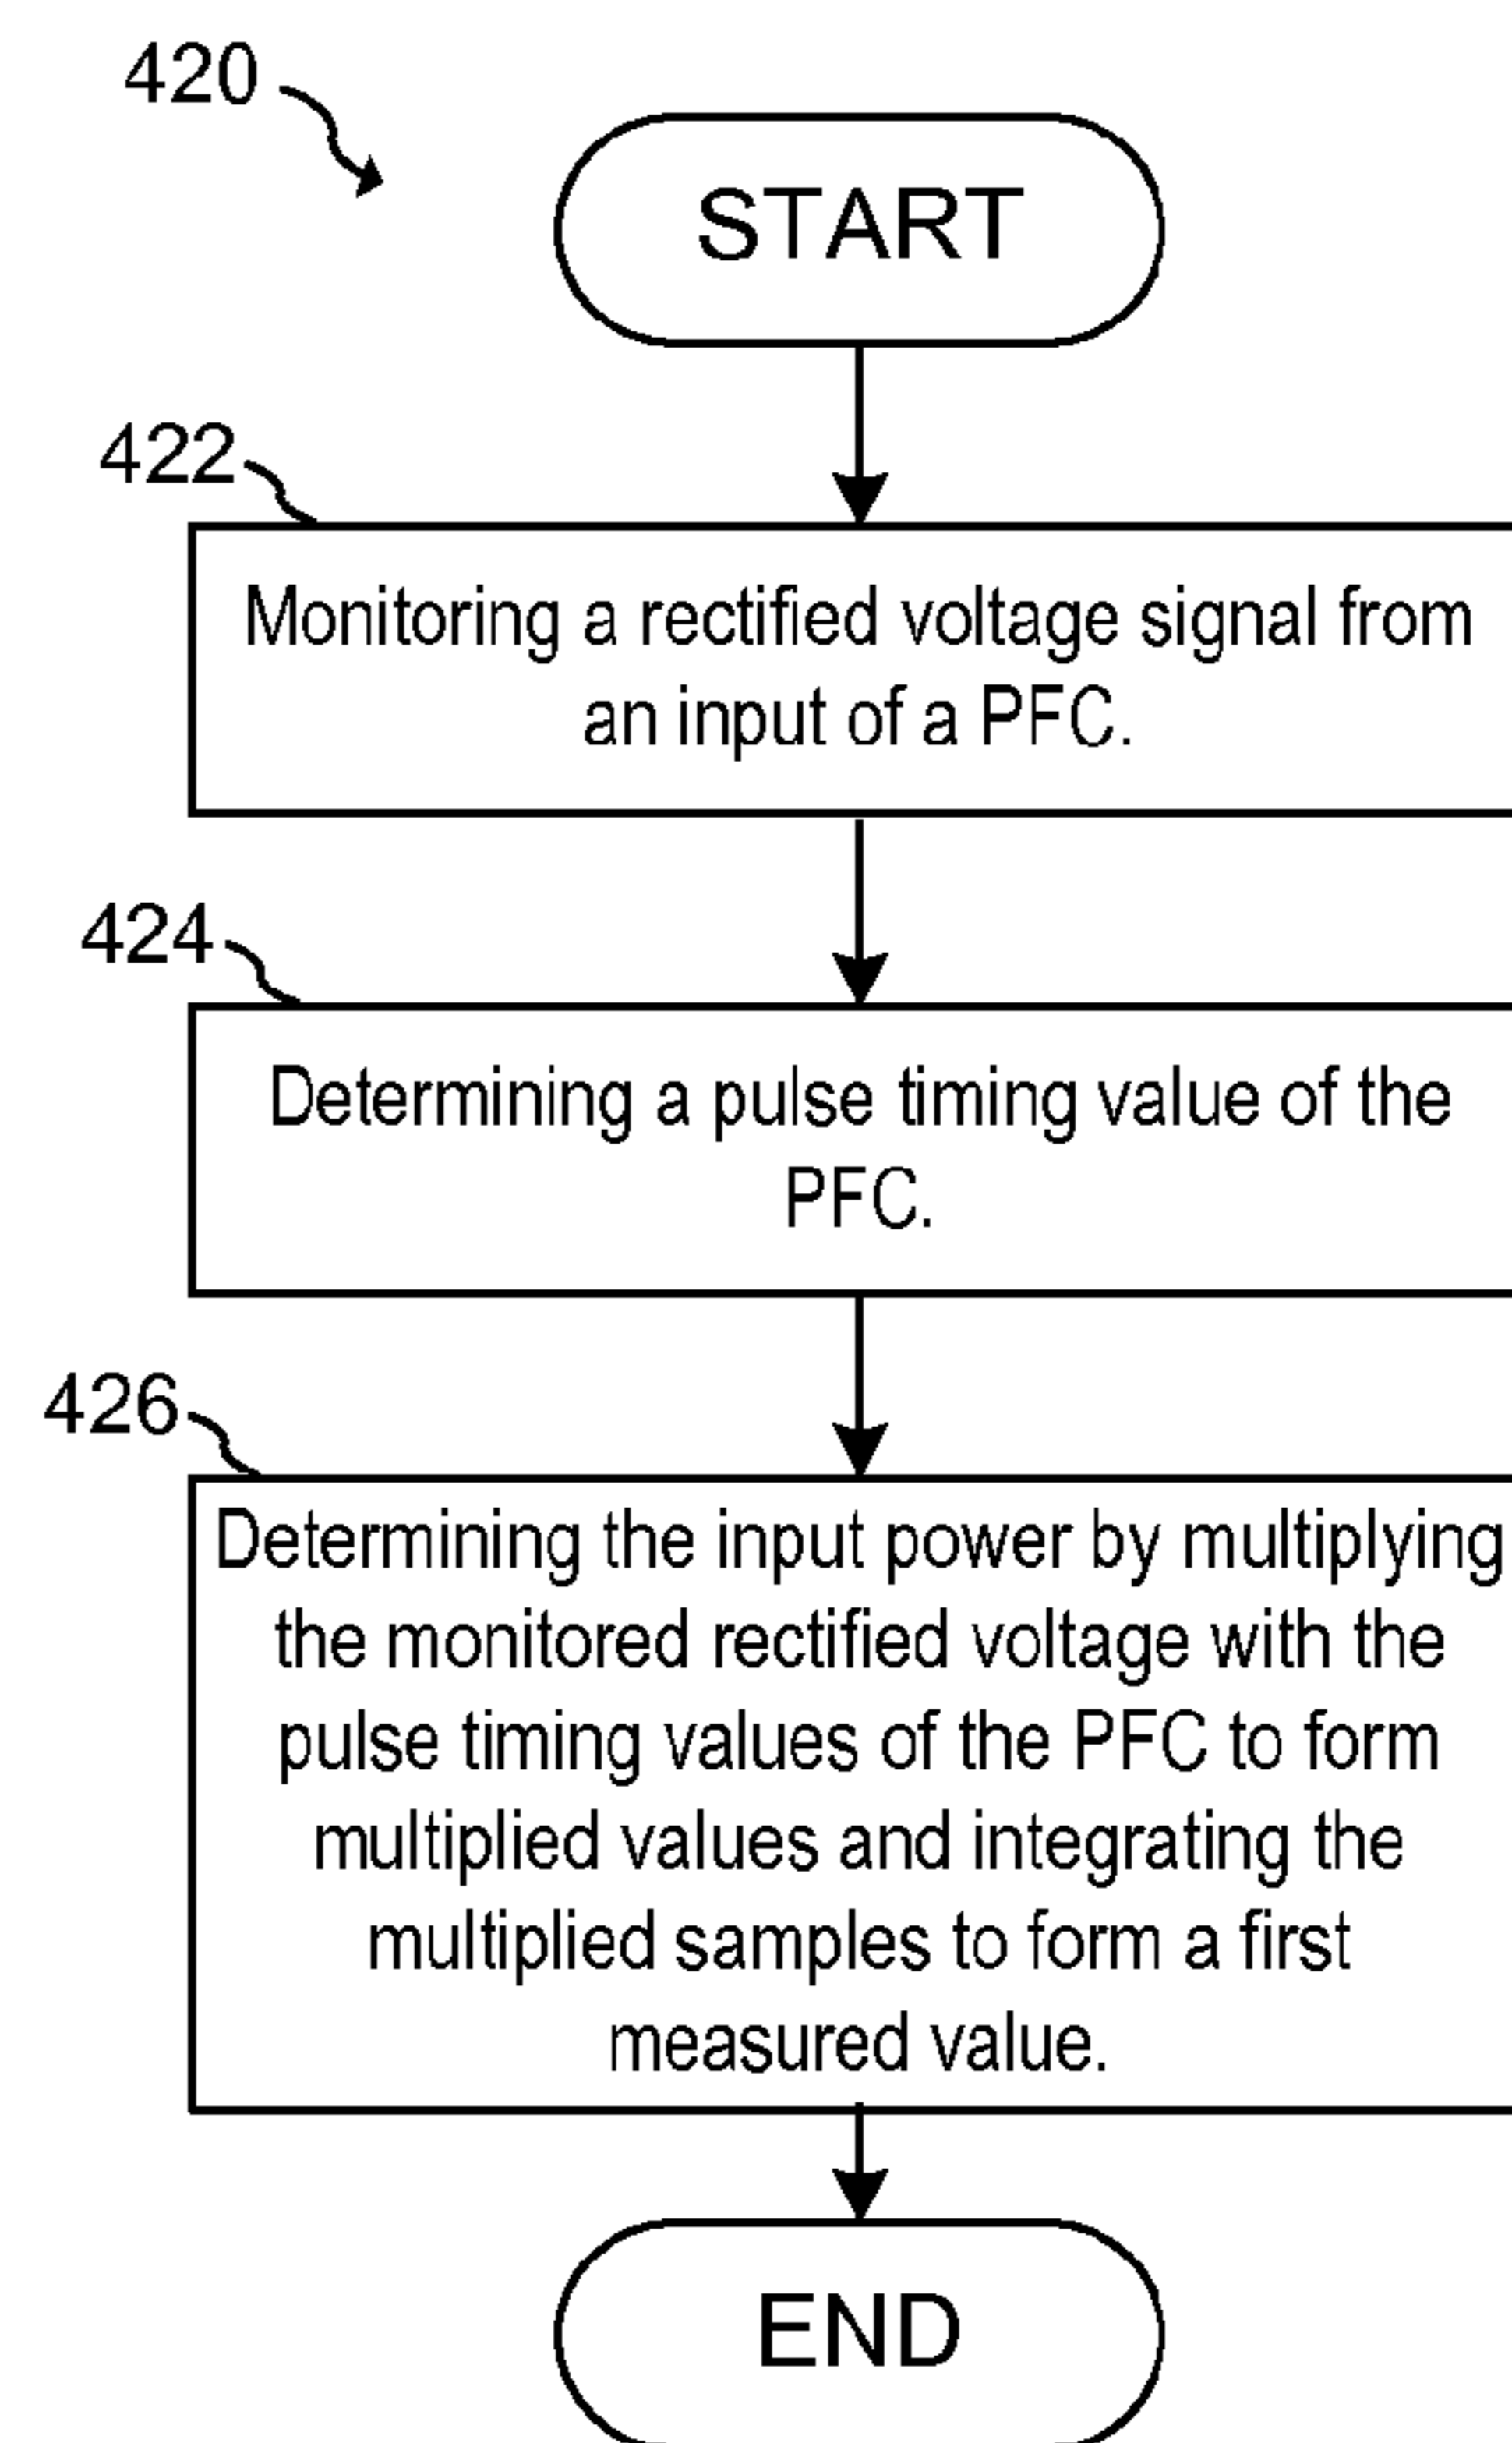 420
START
422
Monitoring a rectified voltage signal from
an input of a PFC.
424
Determining a pulse timing value of the
PFC.
426
Determining the input power by multiplying
the monitored rectified voltage with the
pulse timing values of the PFC to form
multiplied values and integrating the
multiplied samples to form a first
measured value.
END